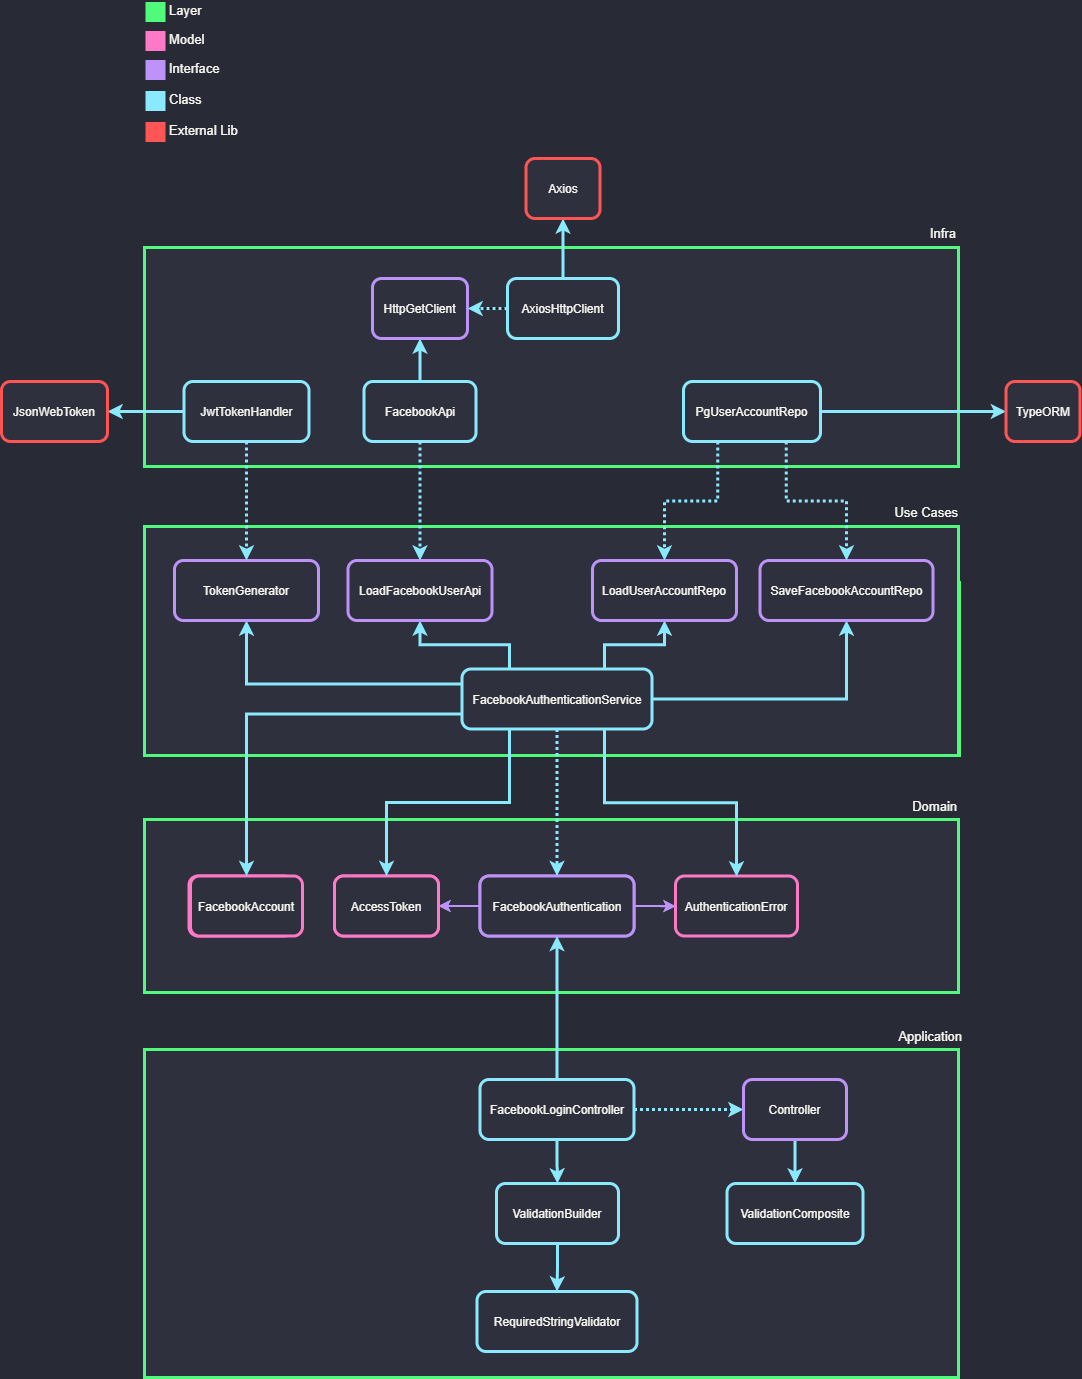 Layer
Model
Interface
Class
External Lib
Axios
Infra
HttpGetClient
AxiosHttpClient
JsonWebToken
JwtTokenHandler
FacebookApi
PgUserAccountRepo
TypeORM
Use Cases
TokenGenerator
LoadFacebookUserApi
LoadUserAccountRepo
SaveFacebookAccountRepo
FacebookAuthenticationService
Domain
FacebookAccount
AccessToken
FacebookAuthentication
AuthenticationError
Application
FacebookLoginController
Controller
ValidationBuilder
ValidationComposite
RequiredStringValidator